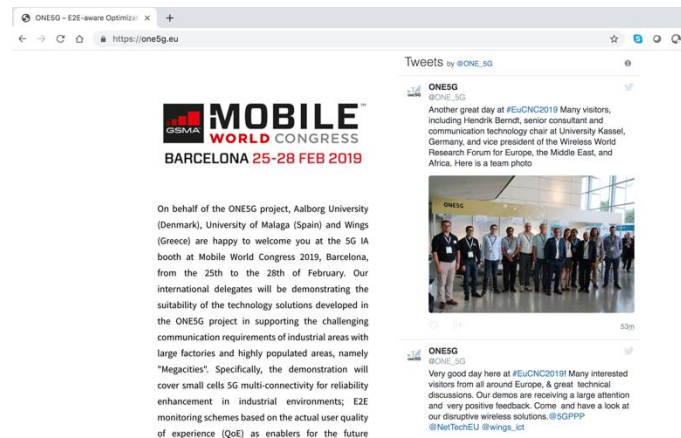 ONE5G – E2E-aware Optimizat
https://one5g.eu
GSMA
MOBILE
WORLD CONGRESS
BARCELONA 25-28 FEB 2019
On behalf of the ONE5G project, Aalborg University
(Denmark), University of Malaga (Spain) and Wings
(Greece) are happy to welcome you at the 5G IA
booth at Mobile World Congress 2019, Barcelona,
from the 25th to the 28th of February. Our
international delegates will be demonstrating the
suitability of the technology solutions developed in
the ONE5G project in supporting the challenging
communication requirements of industrial areas with
large factories and highly populated areas, namely
"Megacities". Specifically, the demonstration will
cover small cells 5G multi-connectivity for reliability
enhancement in industrial environments; E2E
monitoring schemes based on the actual user quality
of experience (QoE) as enablers for the future
Tweets by @ONE_5G
ONE5G
@ONE_5G
Another great day at #EuCNC2019 Many visitors,
including Hendrik Berndt, senior consultant and
communication technology chair at University Kassel,
Germany, and vice president of the Wireless World
Research Forum for Europe, the Middle East, and
Africa. Here is a team photo
ONE5G
53m
ONE5G
@ONE_5G
Very good day here at #EuCNC2019! Many interested
visitors from all around Europe, & great technical
discussions. Our demos are receiving a large attention
and very positive feedback. Come and have a look at
our disruptive wireless solutions.@5GPPP
@NetTechEU @wings_ict